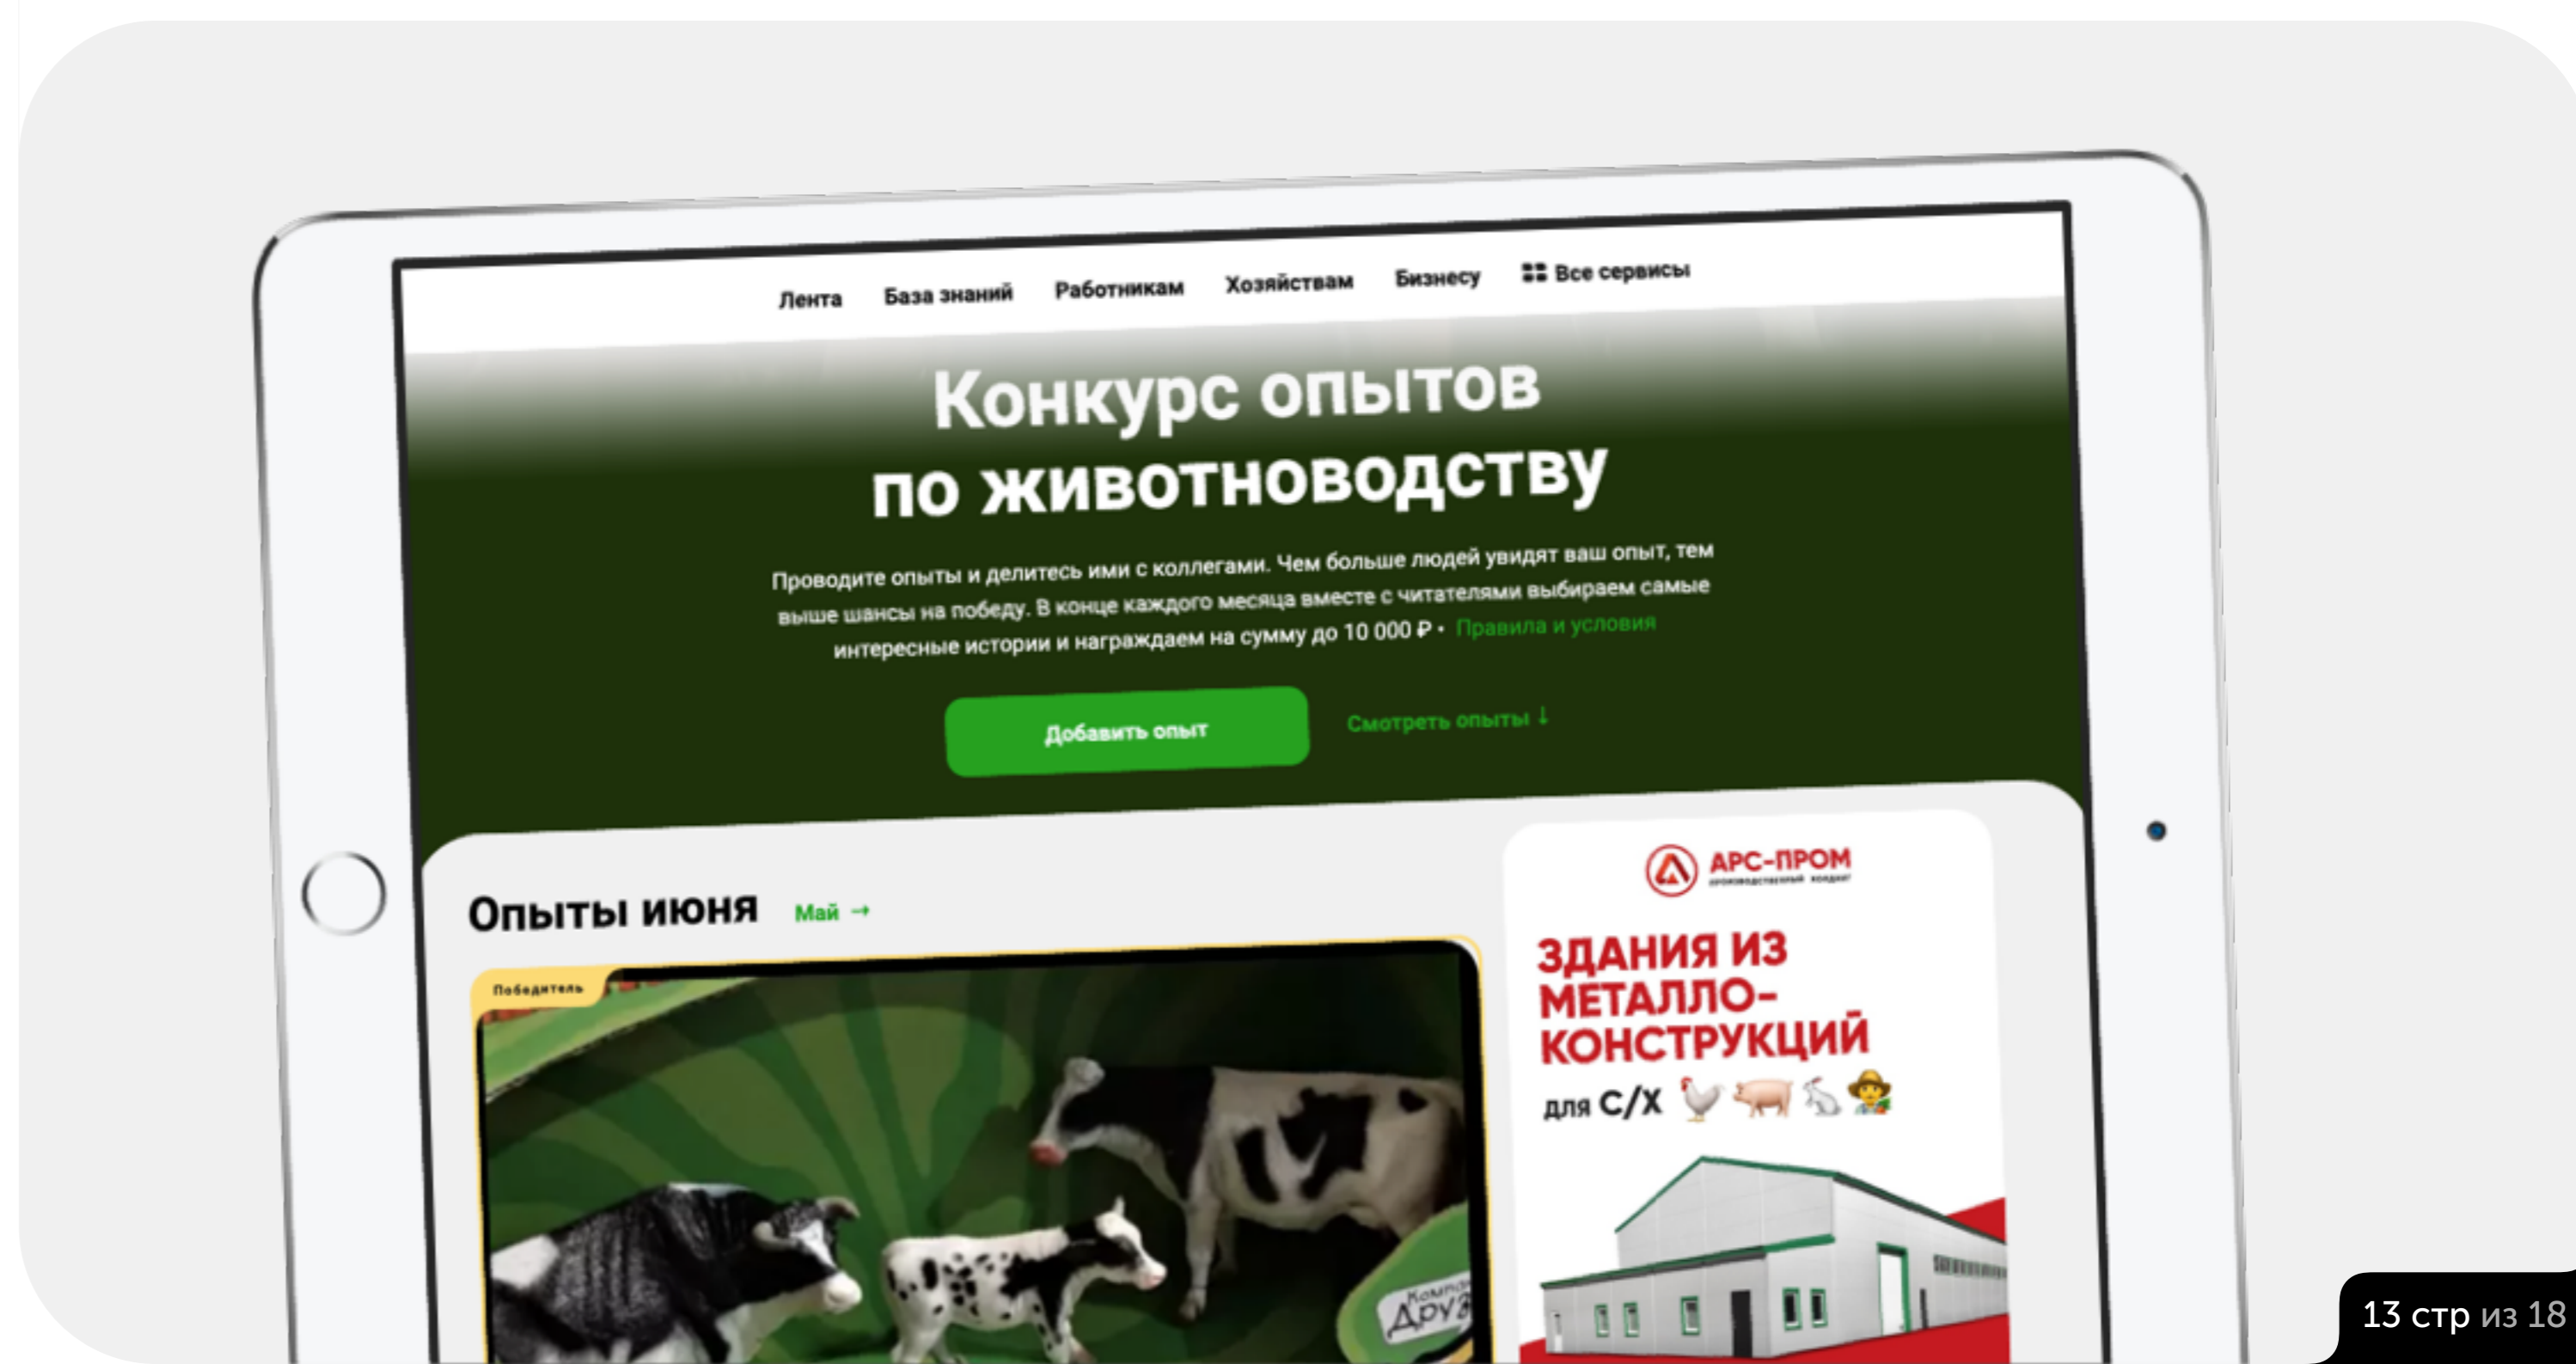 Лента База знаний Работникам Хозяйствам Бизнесу Все сервисы
Конкурс опытов
по животноводству
Проводите опыты и делитесь ими с коллегами. Чем больше людей увидят ваш опыт, тем
выше шансы на победу. В конце каждого месяца вместе с читателями выбираем самые
интересные истории и награждаем на сумму до 10 000 ₽ • Правила и условия
Добавить опыт Смотреть опыты ↓
Опыты июня Май →
Победитель
АРС-ПРОМ
ПРОИЗВОДСТВЕННЫЙ ХОЛДИНГ
ЗДАНИЯ ИЗ
МЕТАЛЛО-
КОНСТРУКЦИЙ
для С/Х
13 стр из 18